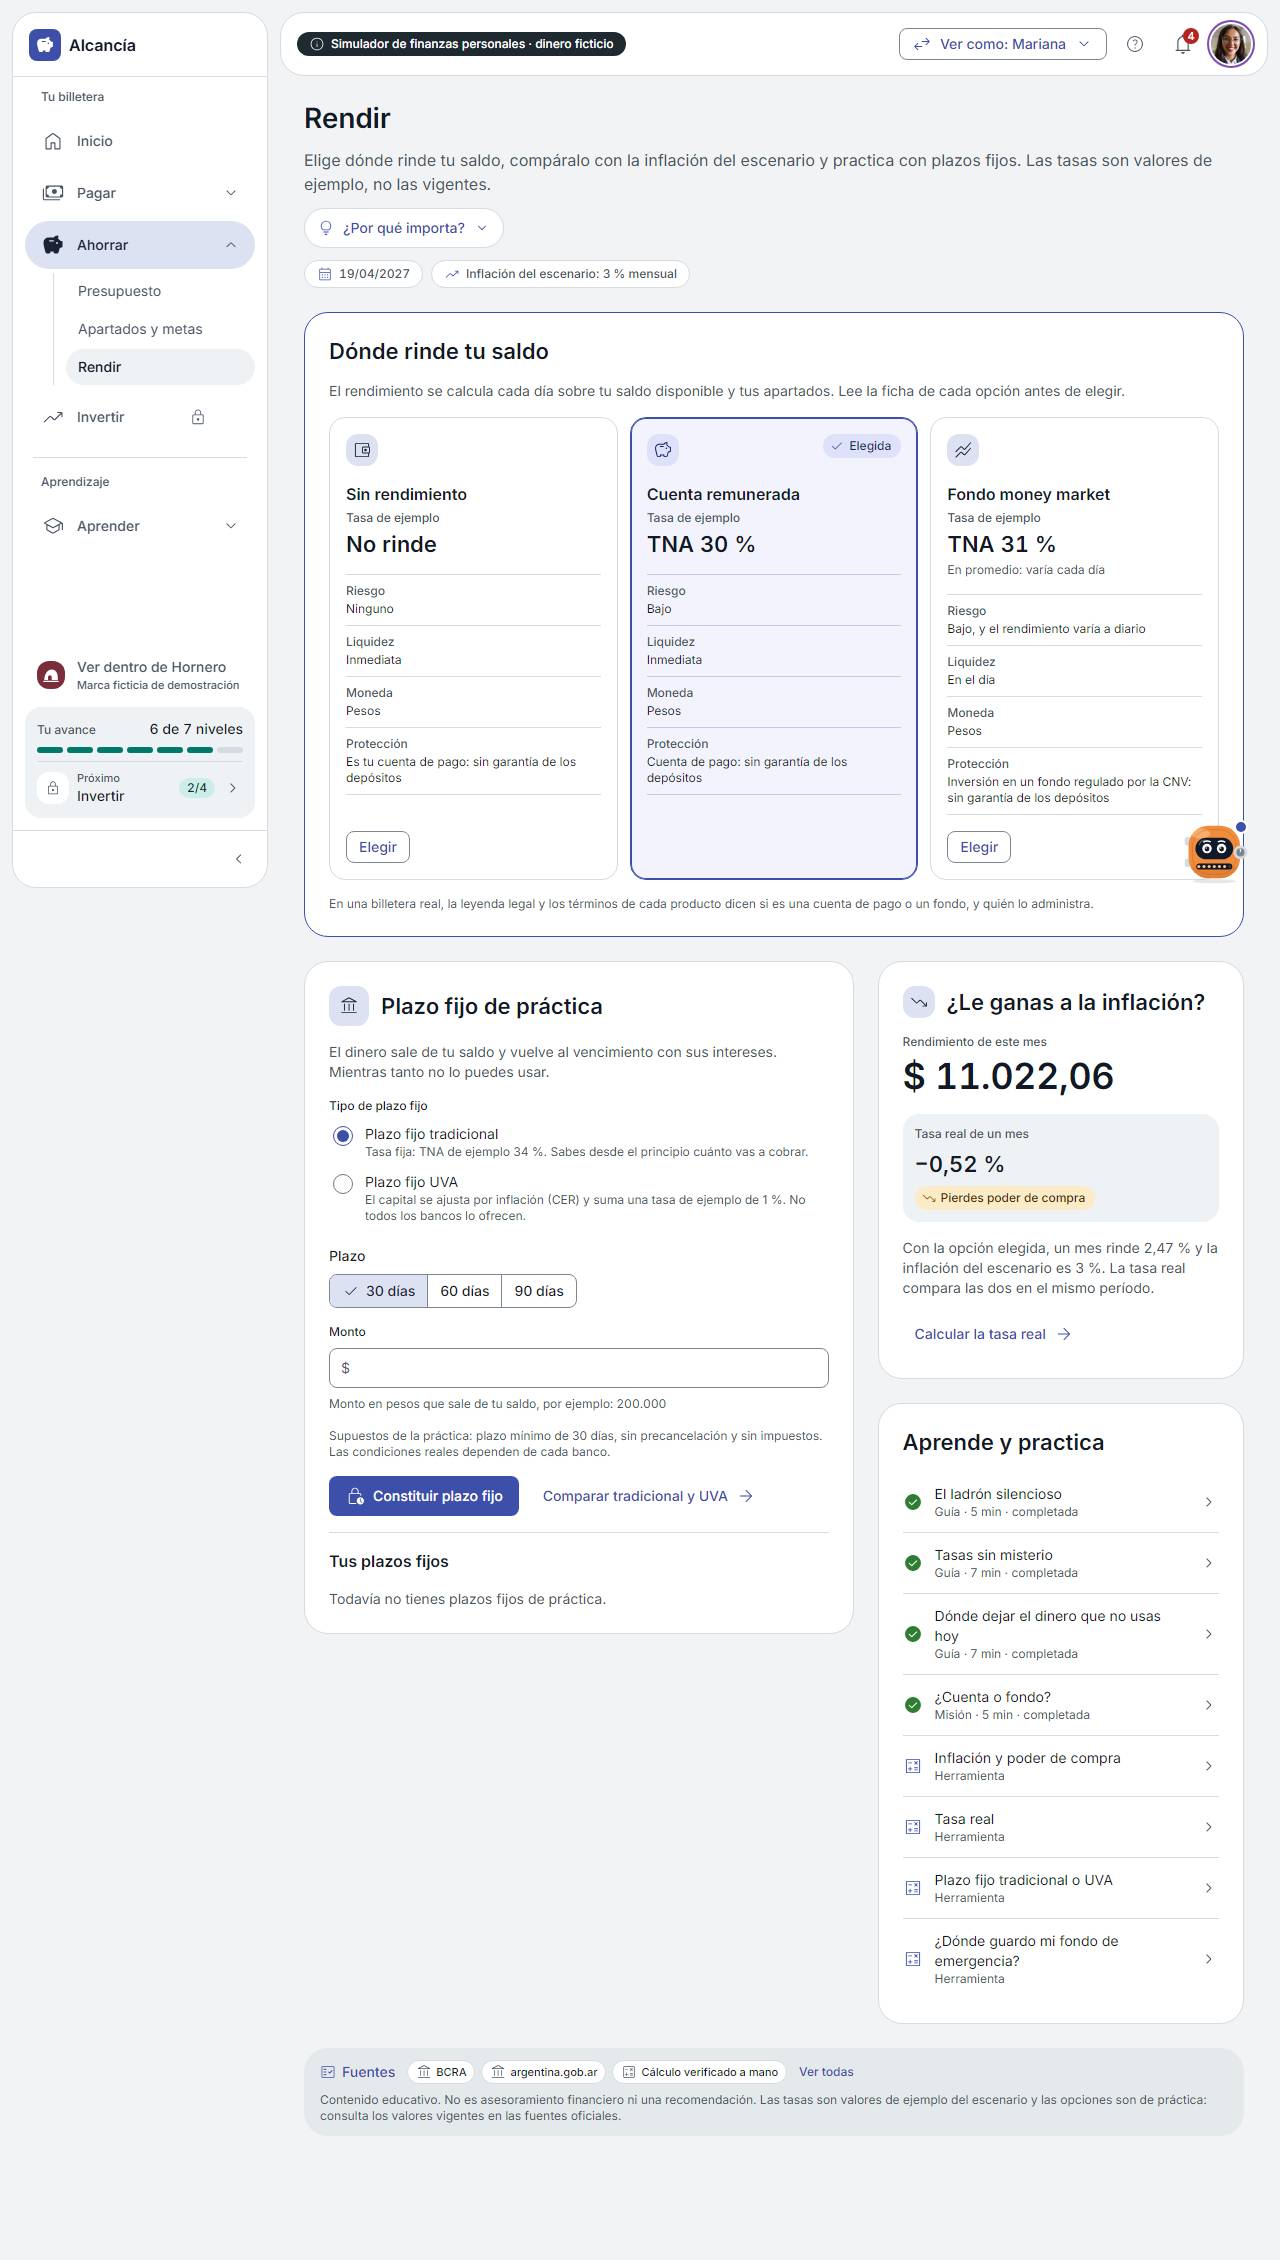 Alcancía
Simulador de finanzas personales · dinero ficticio
Ver como: Mariana
4
Tu billetera
Inicio
Pagar
Ahorrar
Presupuesto
Apartados y metas
Rendir
Invertir
Aprendizaje
Aprender
Ver dentro de Hornero
Marca ficticia de demostración
Tu avance
6 de 7 niveles
Próximo
Invertir
2/4
Rendir
Elige dónde rinde tu saldo, compáralo con la inflación del escenario y practica con plazos fijos. Las tasas son valores de
ejemplo, no las vigentes.
¿Por qué importa?
19/04/2027
Inflación del escenario: 3 % mensual
Dónde rinde tu saldo
El rendimiento se calcula cada día sobre tu saldo disponible y tus apartados. Lee la ficha de cada opción antes de elegir.
Sin rendimiento
Tasa de ejemplo
No rinde
Riesgo
Ninguno
Liquidez
Inmediata
Moneda
Pesos
Protección
Es tu cuenta de pago: sin garantía de los
depósitos
Elegir
Elegida
Cuenta remunerada
Tasa de ejemplo
TNA 30 %
Riesgo
Bajo
Liquidez
Inmediata
Moneda
Pesos
Protección
Cuenta de pago: sin garantía de los
depósitos
Fondo money market
Tasa de ejemplo
TNA 31 %
En promedio: varía cada día
Riesgo
Bajo, y el rendimiento varía a diario
Liquidez
En el día
Moneda
Pesos
Protección
Inversión en un fondo regulado por la CNV:
sin garantía de los depósitos
Elegir
En una billetera real, la leyenda legal y los términos de cada producto dicen si es una cuenta de pago o un fondo, y quién lo administra.
Plazo fijo de práctica
El dinero sale de tu saldo y vuelve al vencimiento con sus intereses.
Mientras tanto no lo puedes usar.
Tipo de plazo fijo
Plazo fijo tradicional
Tasa fija: TNA de ejemplo 34 %. Sabes desde el principio cuánto vas a cobrar.
Plazo fijo UVA
El capital se ajusta por inflación (CER) y suma una tasa de ejemplo de 1 %. No
todos los bancos lo ofrecen.
Plazo
30 días
60 días
90 días
Monto
$
Monto en pesos que sale de tu saldo, por ejemplo: 200.000
Supuestos de la práctica: plazo mínimo de 30 días, sin precancelación y sin impuestos.
Las condiciones reales dependen de cada banco.
Constituir plazo fijo
Comparar tradicional y UVA
Tus plazos fijos
Todavía no tienes plazos fijos de práctica.
¿Le ganas a la inflación?
Rendimiento de este mes
$ 11.022,06
Tasa real de un mes
−0,52 %
Pierdes poder de compra
Con la opción elegida, un mes rinde 2,47 % y la
inflación del escenario es 3 %. La tasa real
compara las dos en el mismo período.
Calcular la tasa real
Aprende y practica
El ladrón silencioso
Guía · 5 min · completada
Tasas sin misterio
Guía · 7 min · completada
Dónde dejar el dinero que no usas
hoy
Guía · 7 min · completada
¿Cuenta o fondo?
Misión · 5 min · completada
Inflación y poder de compra
Herramienta
Tasa real
Herramienta
Plazo fijo tradicional o UVA
Herramienta
¿Dónde guardo mi fondo de
emergencia?
Herramienta
Fuentes
BCRA
argentina.gob.ar
Cálculo verificado a mano
Ver todas
Contenido educativo. No es asesoramiento financiero ni una recomendación. Las tasas son valores de ejemplo del escenario y las opciones son de práctica:
consulta los valores vigentes en las fuentes oficiales.